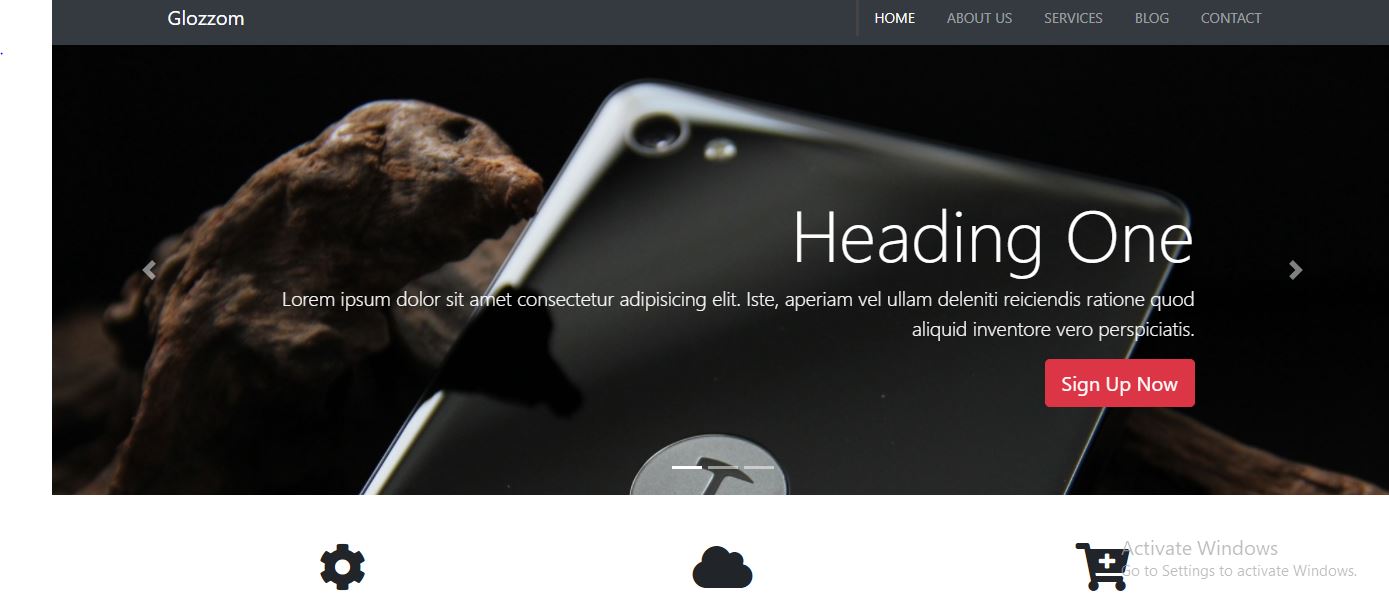 Glozzom
HOME ABOUT US SERVICES BLOG CONTACT
Heading One
Lorem ipsum dolor sit amet consectetur adipisicing elit. Iste, aperiam vel ullam deleniti reiciendis ratione quod
aliquid inventore vero perspiciatis.
Sign Up Now
Activate Windows
Go to Settings to activate Windows.